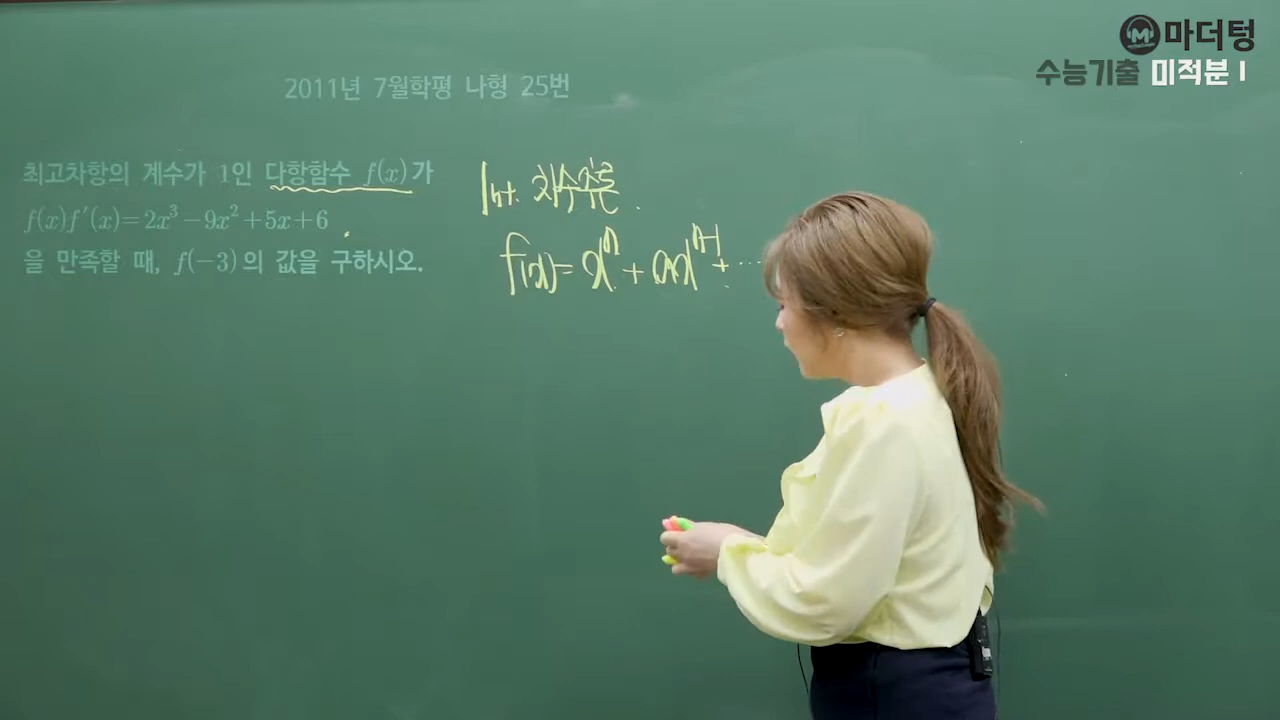 마더텅
수능기출 미적분 I
2011년 7월학평 나형 25번
최고차항의 계수가 1인 다항함수 f(x)가
f(x)f′(x)=2x³−9x²+5x+6
을 만족할 때, f(−3)의 값을 구하시오.
1st. 차수추론.
f(x)=xⁿ+axⁿ⁻¹+⋯